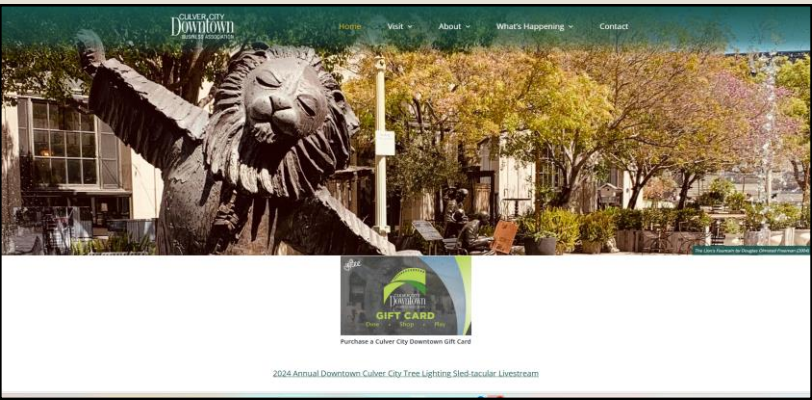 CULVER CITY
Downtown
BUSINESS ASSOCIATION
Home Visit About What's Happening Contact
The Lion's Fountain by Douglas Olmsted Freeman (2004)
CULVER CITY
Downtown
GIFT CARD
Dine • Shop • Play
Purchase a Culver City Downtown Gift Card
2024 Annual Downtown Culver City Tree Lighting Sled-tacular Livestream